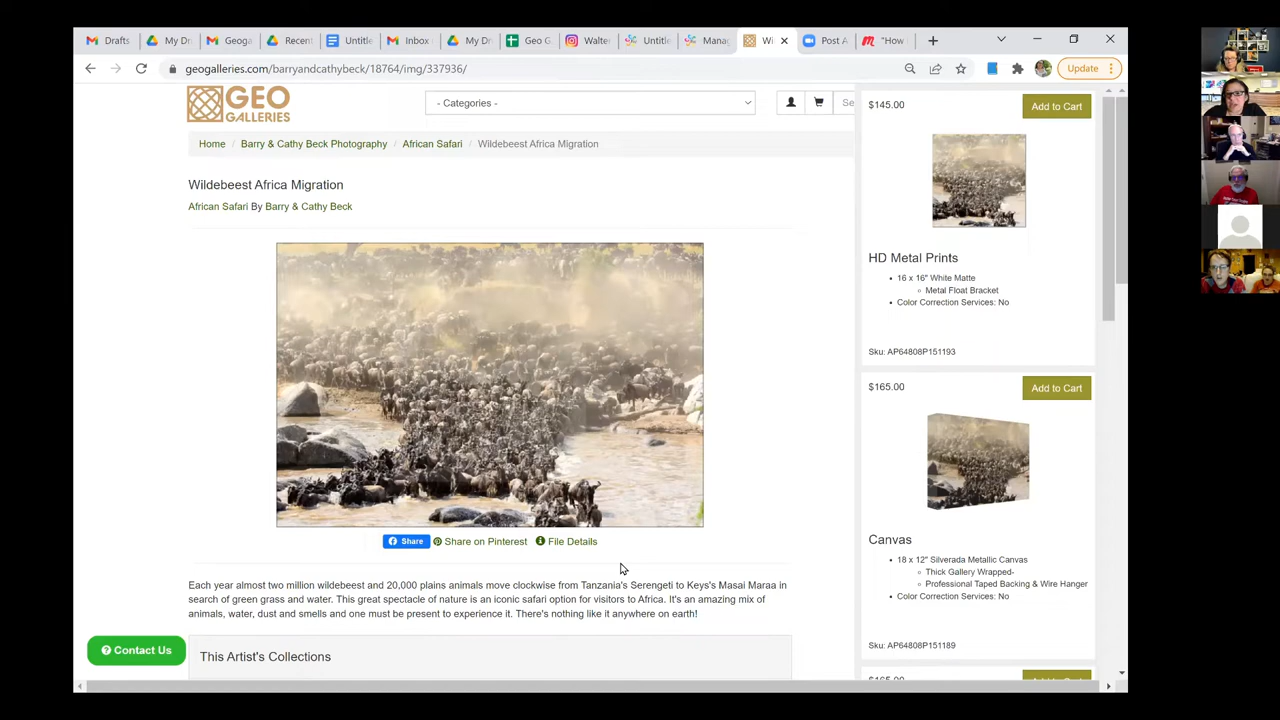 Drafts
My Dr
Geoga
Recent
Untitle
Inbox
My Dr
Geo G
Walter
Untitle
Manag
Wi
Post A
"How
geogalleries.com/barryandcathybeck/18764/img/337936/
Update
GEO
GALLERIES
- Categories -
Se
Home / Barry & Cathy Beck Photography / African Safari / Wildebeest Africa Migration
Wildebeest Africa Migration
African Safari By Barry & Cathy Beck
Share
Share on Pinterest
File Details
Each year almost two million wildebeest and 20,000 plains animals move clockwise from Tanzania's Serengeti to Keys's Masai Maraa in
search of green grass and water. This great spectacle of nature is an iconic safari option for visitors to Africa. It's an amazing mix of
animals, water, dust and smells and one must be present to experience it. There's nothing like it anywhere on earth!
Contact Us
This Artist's Collections
$145.00
Add to Cart
HD Metal Prints
16 x 16" White Matte
Metal Float Bracket
Color Correction Services: No
Sku: AP64808P151193
$165.00
Add to Cart
Canvas
18 x 12" Silverada Metallic Canvas
Thick Gallery Wrapped-
Professional Taped Backing & Wire Hanger
Color Correction Services: No
Sku: AP64808P151189
$165.00
Add to Cart